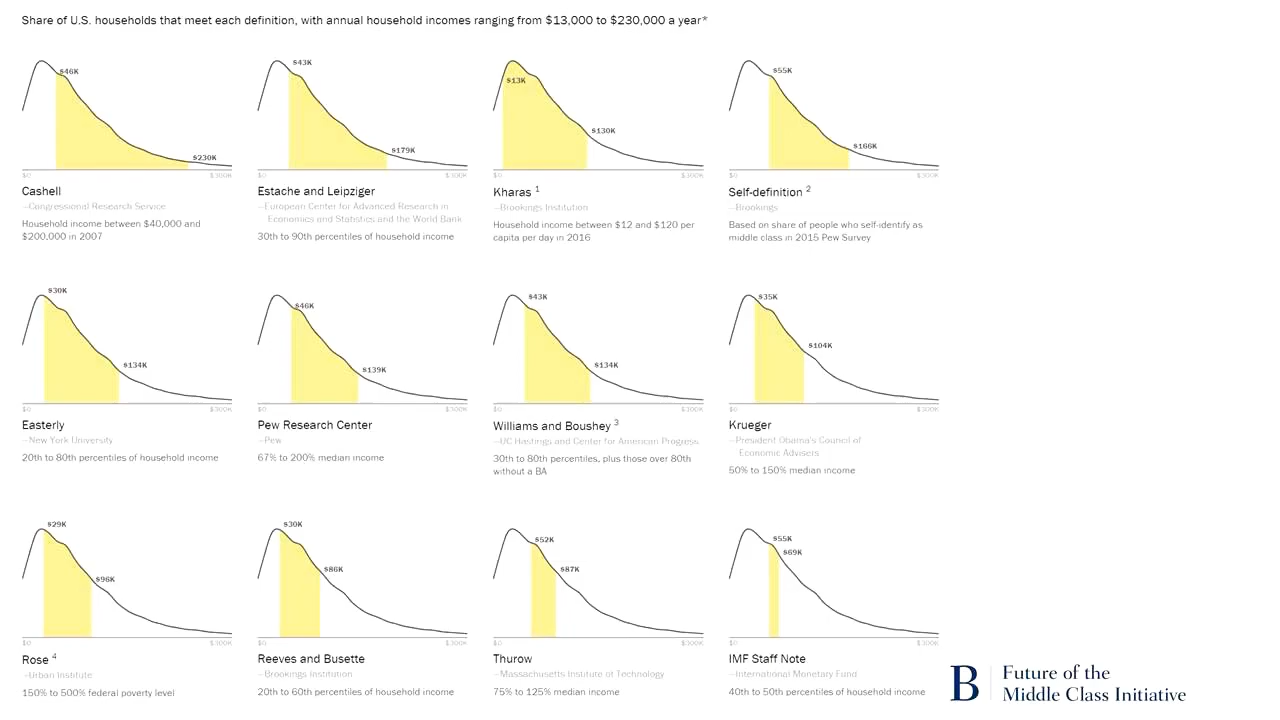 Share of U.S. households that meet each definition, with annual household incomes ranging from $13,000 to $230,000 a year*
$46K
$230K
$0
$300K
Cashell
–Congressional Research Service
Household income between $40,000 and
$200,000 in 2007
$43K
$179K
$0
$300K
Estache and Leipziger
–European Center for Advanced Research in
Economics and Statistics and the World Bank
30th to 90th percentiles of household income
$13K
$130K
$0
$300K
Kharas 1
–Brookings Institution
Household income between $12 and $120 per
capita per day in 2016
$55K
$166K
$0
$300K
Self-definition 2
–Brookings
Based on share of people who self-identify as
middle class in 2015 Pew Survey
$30K
$134K
$0
$300K
Easterly
–New York University
20th to 80th percentiles of household income
$46K
$139K
$0
$300K
Pew Research Center
–Pew
67% to 200% median income
$43K
$134K
$0
$300K
Williams and Boushey 3
–UC Hastings and Center for American Progress
30th to 80th percentiles, plus those over 80th
without a BA
$35K
$104K
$0
$300K
Krueger
–President Obama's Council of
Economic Advisers
50% to 150% median income
$29K
$96K
$0
$300K
Rose 4
–Urban Institute
150% to 500% federal poverty level
$30K
$86K
$0
$300K
Reeves and Busette
–Brookings Institution
20th to 60th percentiles of household income
$52K
$87K
$0
$300K
Thurow
–Massachusetts Institute of Technology
75% to 125% median income
$55K
$69K
$0
$300K
IMF Staff Note
–International Monetary Fund
40th to 50th percentiles of household income
B
Future of the
Middle Class Initiative